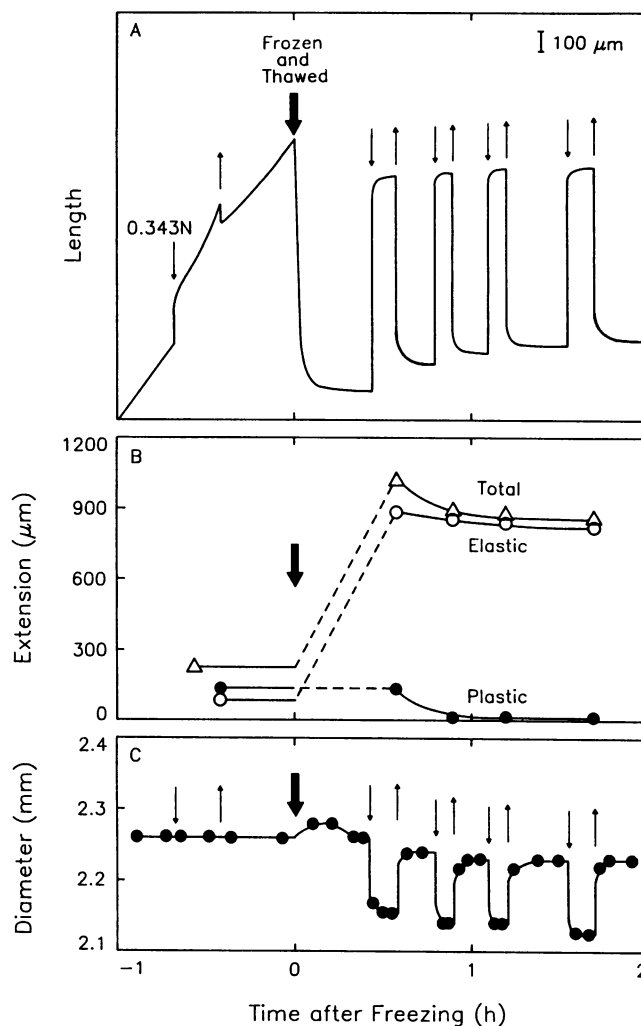 A
Frozen
and
Thawed
100 μm
0.343N
Length
B
1200
900
600
300
0
Extension (μm)
Total
Elastic
Plastic
C
2.4
2.3
2.2
2.1
Diameter (mm)
-1
0
1
2
Time after Freezing (h)